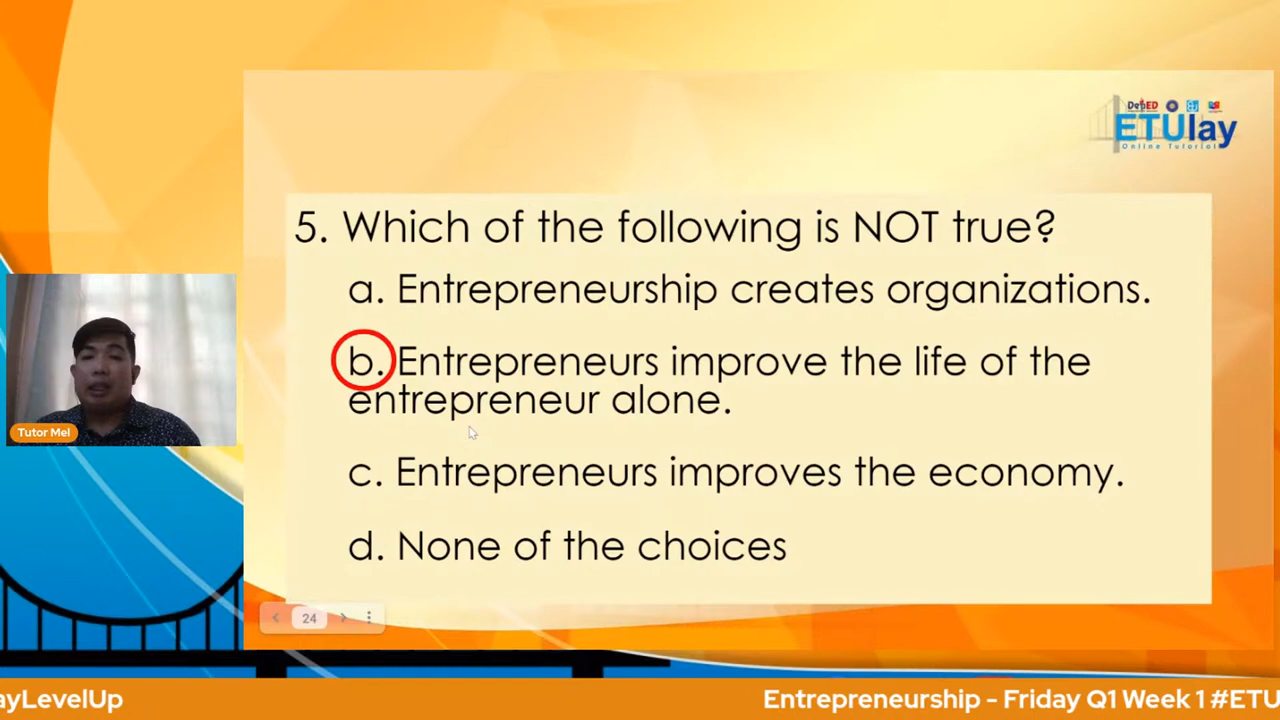 DepED
ETUlay
Online Tutorial
5. Which of the following is NOT true?
a. Entrepreneurship creates organizations.
b. Entrepreneurs improve the life of the
entrepreneur alone.
c. Entrepreneurs improves the economy.
d. None of the choices
Tutor Mel
24
ayLevelUp
Entrepreneurship - Friday Q1 Week 1 #ETU